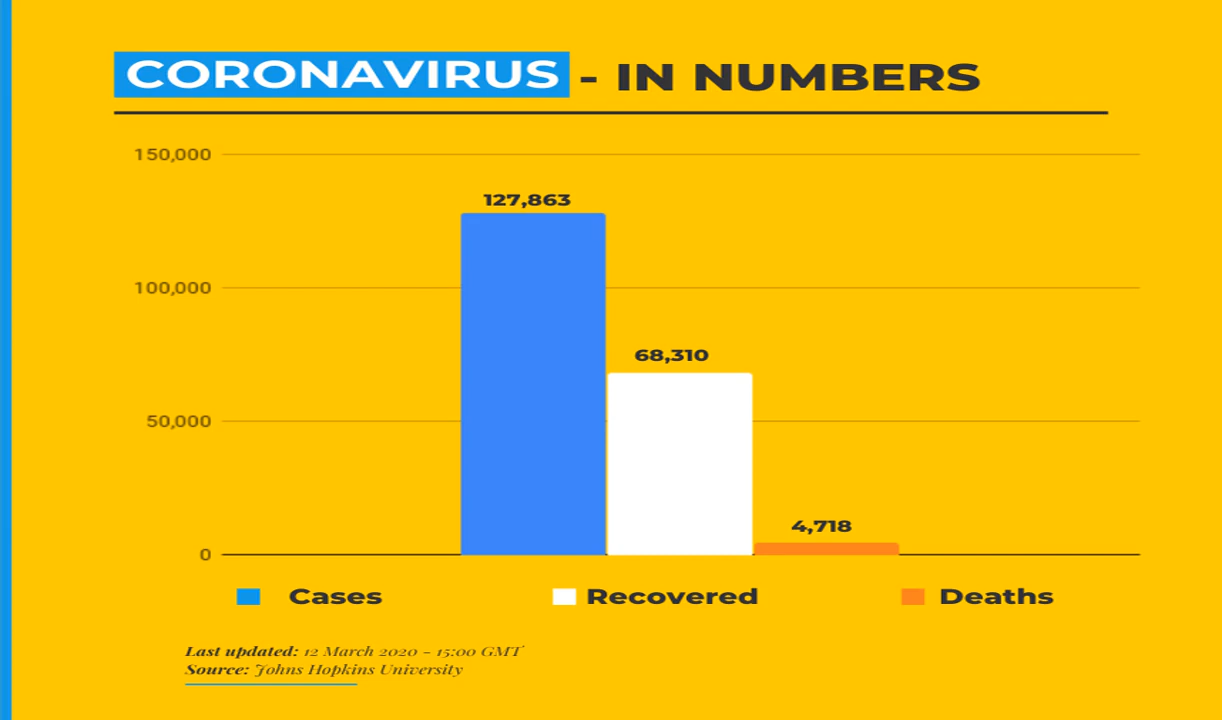 CORONAVIRUS - IN NUMBERS
150,000
127,863
100,000
68,310
50,000
4,718
0
Cases Recovered Deaths
Last updated: 12 March 2020 - 15:00 GMT
Source: Johns Hopkins University